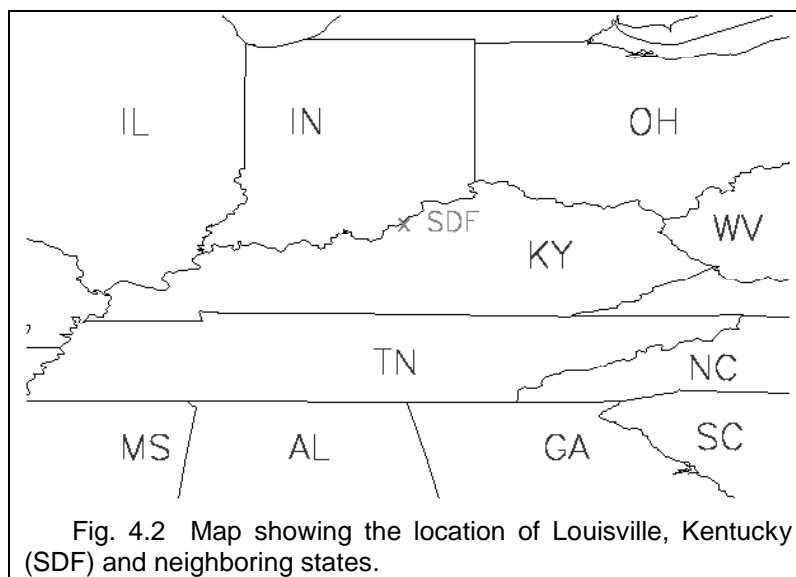 IL
IN
OH
SDF
WV
KY
TN
NC
MS
AL
GA
SC
Fig. 4.2 Map showing the location of Louisville, Kentucky
(SDF) and neighboring states.